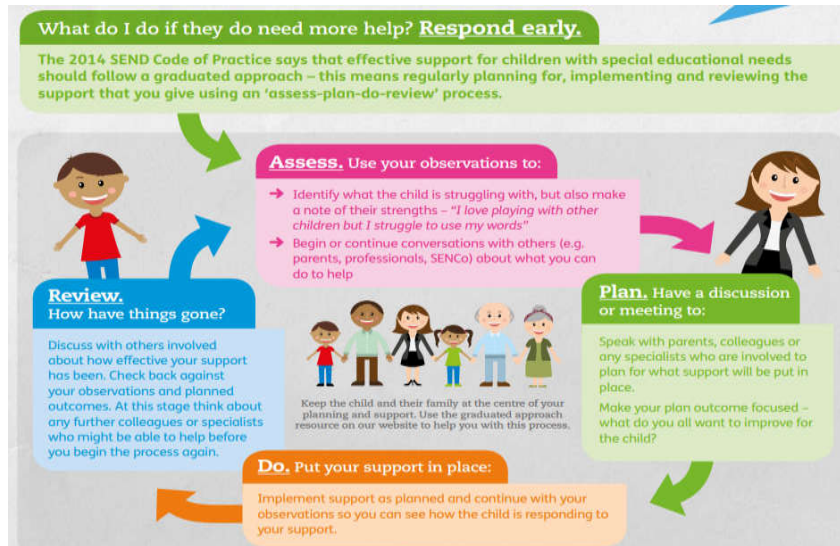 What do I do if they do need more help? Respond early.
The 2014 SEND Code of Practice says that effective support for children with special educational needs
should follow a graduated approach – this means regularly planning for, implementing and reviewing the
support that you give using an ‘assess-plan-do-review’ process.
Assess. Use your observations to:
➔ Identify what the child is struggling with, but also make
a note of their strengths – “I love playing with other
children but I struggle to use my words”
➔ Begin or continue conversations with others (e.g.
parents, professionals, SENCo) about what you can
do to help
Plan. Have a discussion
or meeting to:
Speak with parents, colleagues or
any specialists who are involved to
plan for what support will be put in
place.
Make your plan outcome focused –
what do you all want to improve for
the child?
Do. Put your support in place:
Implement support as planned and continue with your
observations so you can see how the child is responding to
your support.
Review.
How have things gone?
Discuss with others involved
about how effective your support
has been. Check back against
your observations and planned
outcomes. At this stage think about
any further colleagues or specialists
who might be able to help before
you begin the process again.
Keep the child and their family at the centre of your
planning and support. Use the graduated approach
resource on our website to help you with this process.